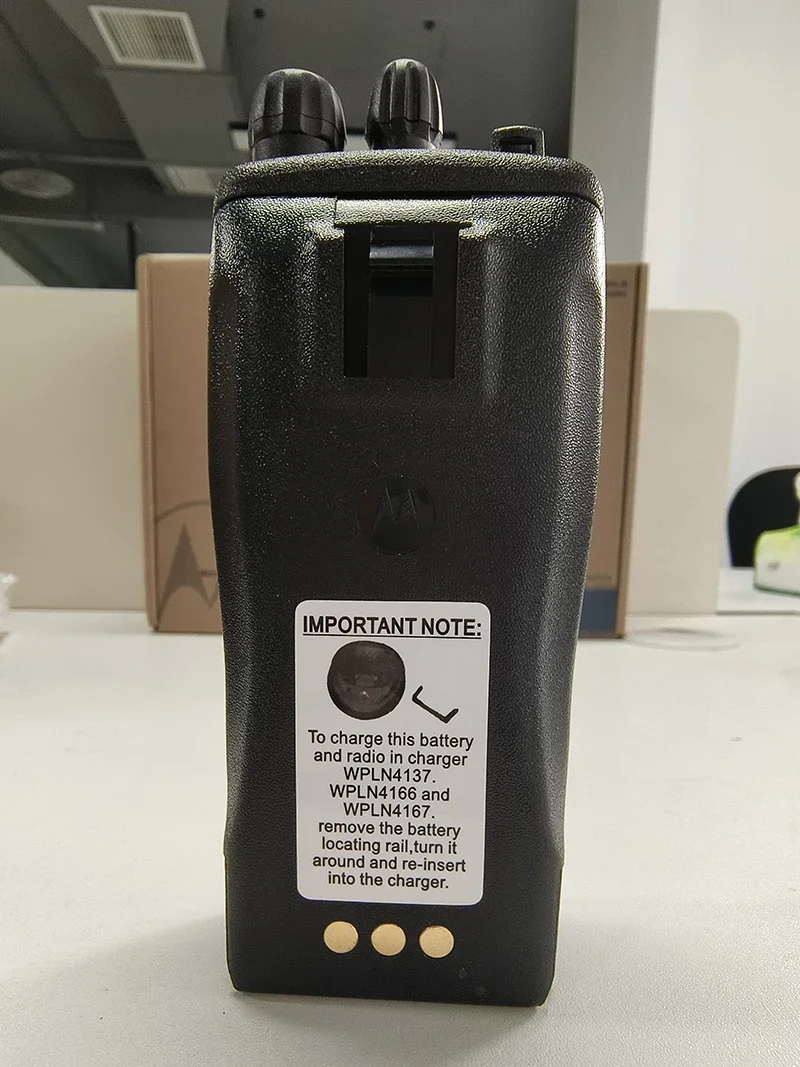 IMPORTANT NOTE:
To charge this battery
and radio in charger
WPLN4137.
WPLN4166 and
WPLN4167.
remove the battery
locating rail,turn it
around and re-insert
into the charger.